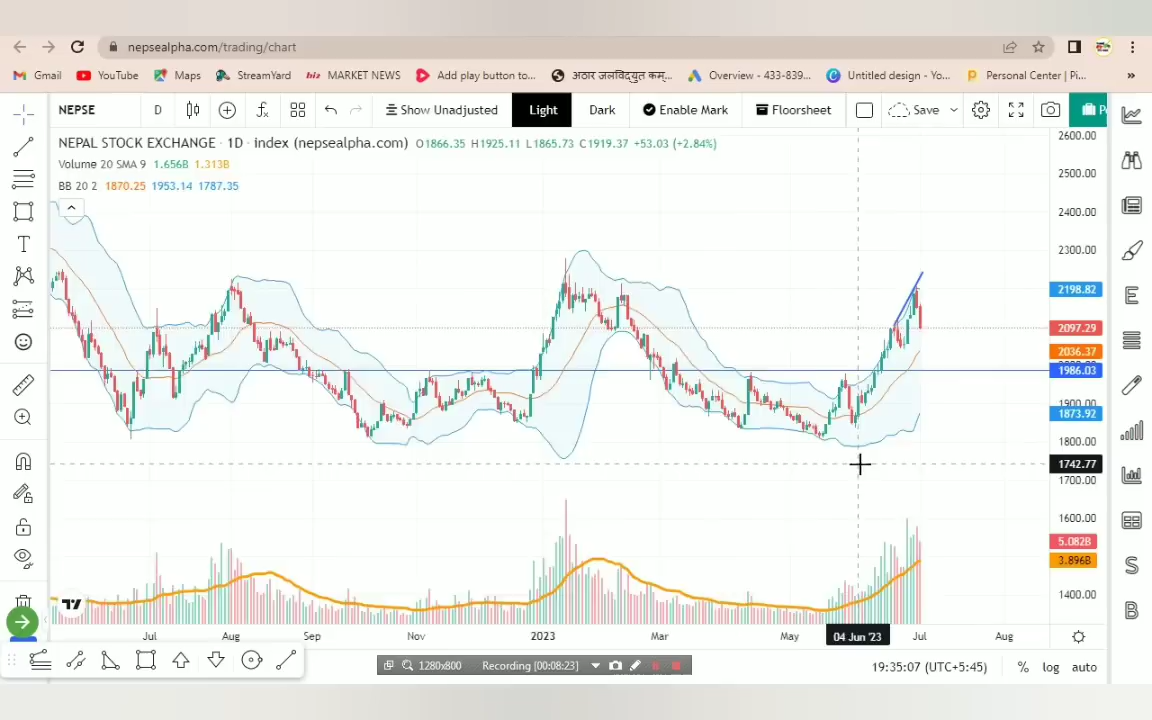 nepsealpha.com/trading/chart
Gmail YouTube Maps StreamYard biz MARKET NEWS Add play button to... अठार जलविद्युत कम्... Overview - 433-839... Untitled design - Yo... Personal Center | Pi... »
NEPSE D Show Unadjusted Light Dark Enable Mark Floorsheet Save P
NEPAL STOCK EXCHANGE · 1D · index (nepsealpha.com) O1866.35 H1925.11 L1865.73 C1919.37 +53.03 (+2.84%)
Volume 20 SMA 9 1.656B 1.313B
BB 20 2 1870.25 1953.14 1787.35
2600.00
2500.00
2400.00
2300.00
2198.82
2097.29
2036.37
1986.03
1900.00
1873.92
1800.00
1742.77
1700.00
1600.00
5.082B
3.896B
1400.00
Jul Aug Sep Nov 2023 Mar May 04 Jun '23 Jul Aug
1280x800 Recording [00:08:23]
19:35:07 (UTC+5:45) % log auto
T
E
S
B